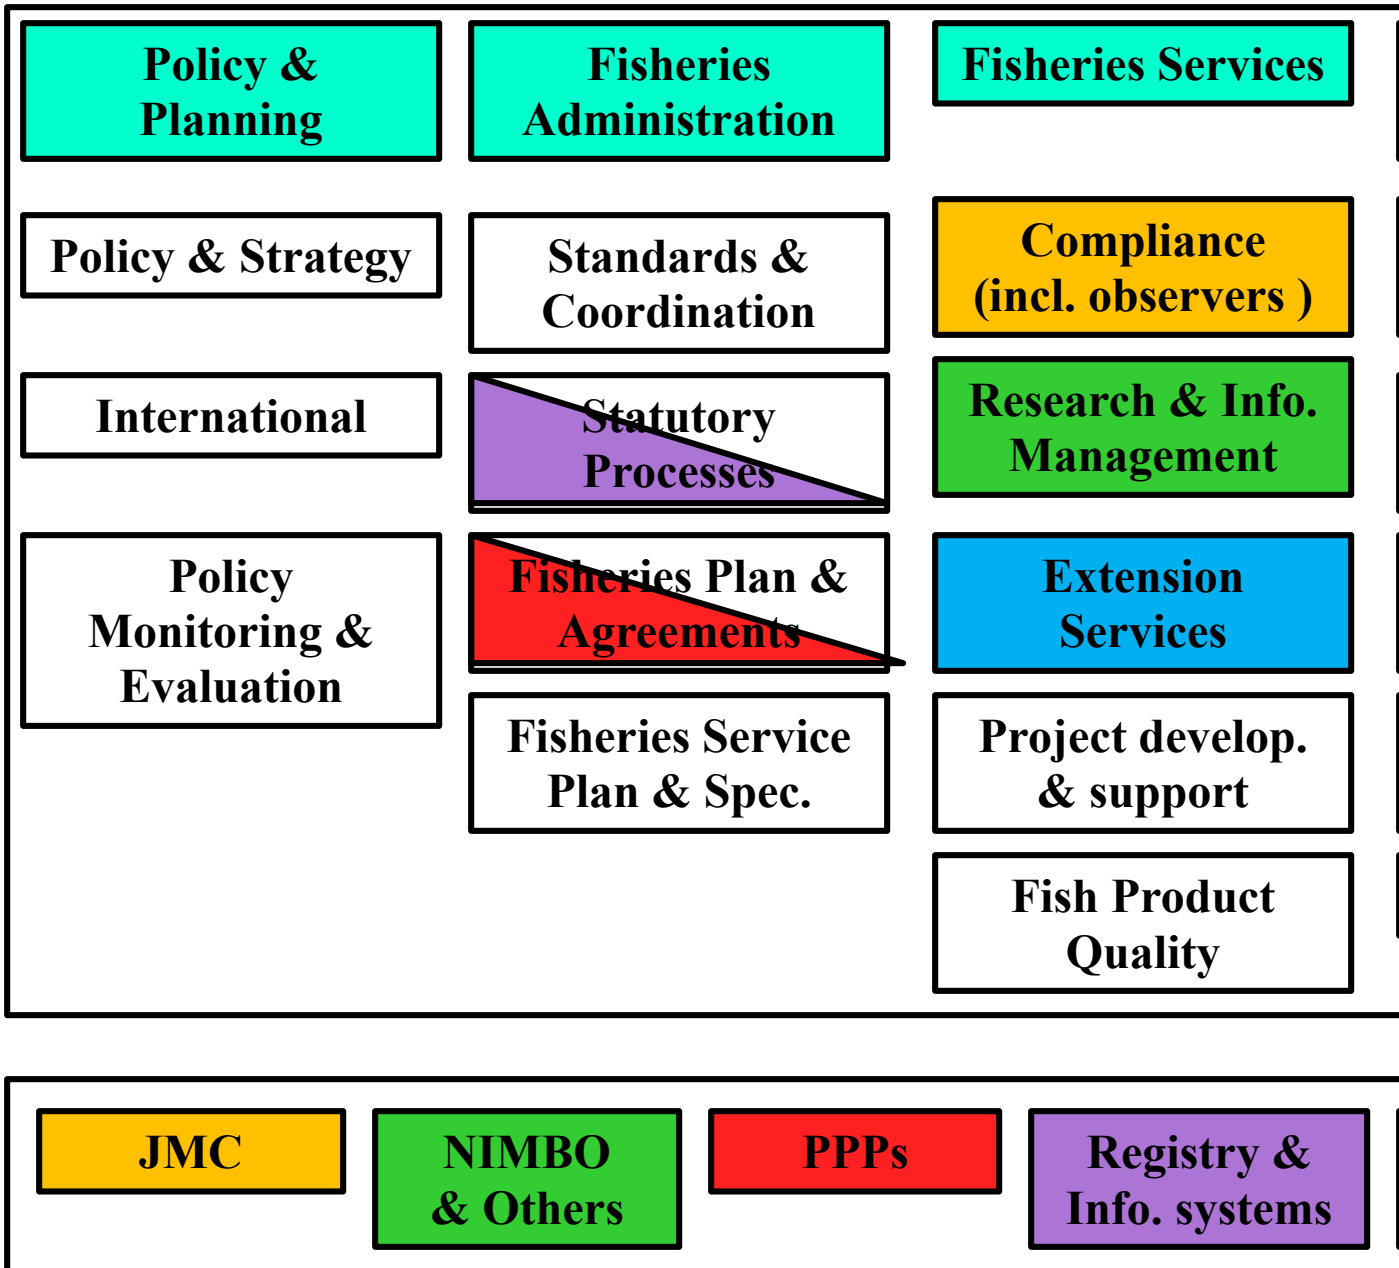 Policy &
Planning
Policy & Strategy
International
Policy
Monitoring &
Evaluation
Fisheries
Administration
Standards &
Coordination
Statutory
Processes
Fisheries Plan &
Agreements
Fisheries Service
Plan & Spec.
Fisheries Services
Compliance
(incl. observers )
Research & Info.
Management
Extension
Services
Project develop.
& support
Fish Product
Quality
JMC
NIMBO
& Others
PPPs
Registry &
Info. systems